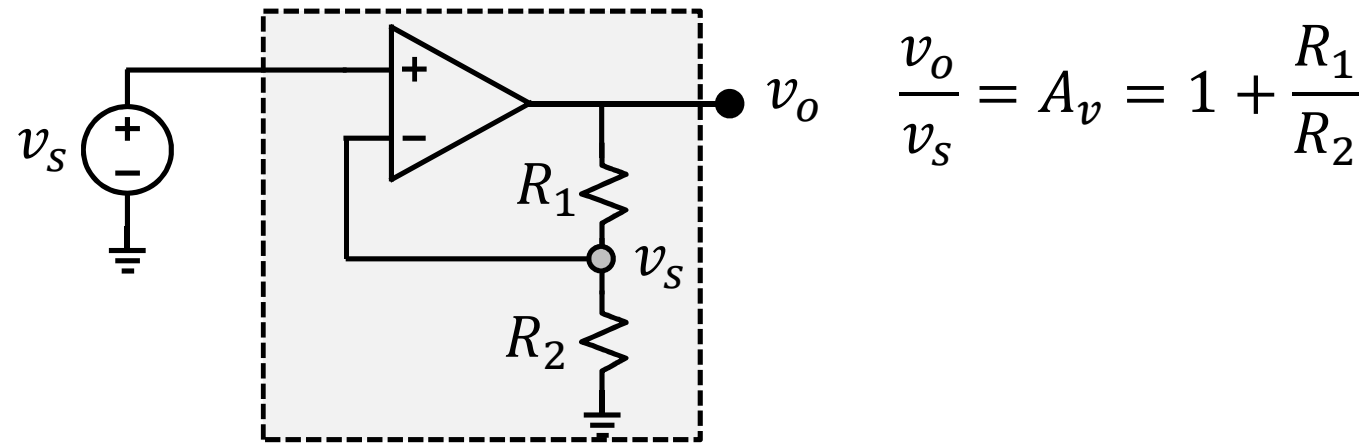 +
−
v_s
+
−
R_1
v_s
R_2
v_o
v_o/v_s = A_v = 1 + R_1/R_2